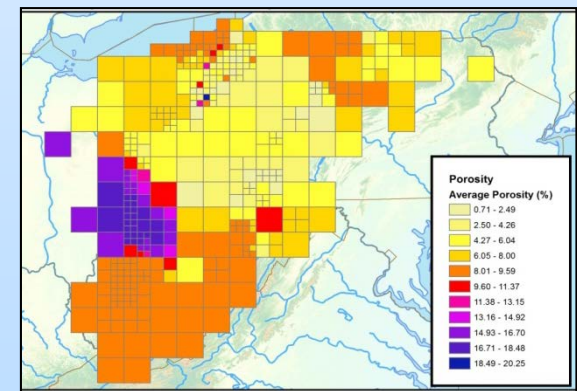 Porosity
Average Porosity (%)
0.71 - 2.49
2.50 - 4.26
4.27 - 6.04
6.05 - 8.00
8.01 - 9.59
9.60 - 11.37
11.38 - 13.15
13.16 - 14.92
14.93 - 16.70
16.71 - 18.48
18.49 - 20.25